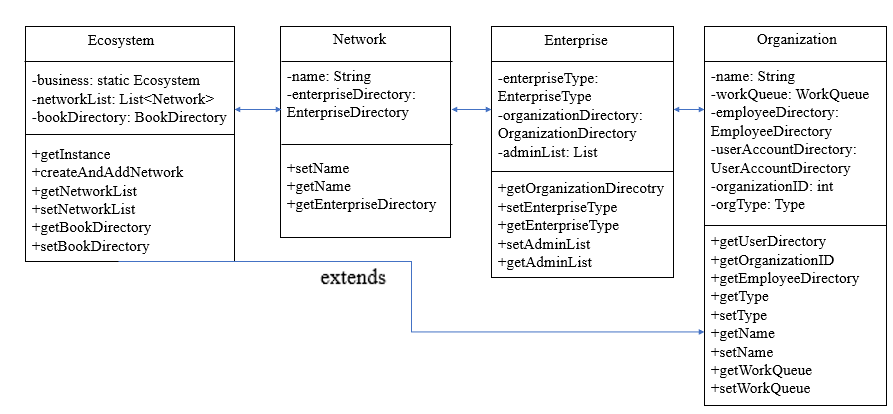 Ecosystem
-business: static Ecosystem
-networkList: List<Network>
-bookDirectory: BookDirectory
+getInstance
+createAndAddNetwork
+getNetworkList
+setNetworkList
+getBookDirectory
+setBookDirectory
Network
-name: String
-enterpriseDirectory:
EnterpriseDirectory
+setName
+getName
+getEnterpriseDirectory
Enterprise
-enterpriseType:
EnterpriseType
-organizationDirectory:
OrganizationDirectory
-adminList: List
+getOrganizationDirecotry
+setEnterpriseType
+getEnterpriseType
+setAdminList
+getAdminList
Organization
-name: String
-workQueue: WorkQueue
-employeeDirectory:
EmployeeDirectory
-userAccountDirectory:
UserAccountDirectory
-organizationID: int
-orgType: Type
+getUserDirectory
+getOrganizationID
+getEmployeeDirectory
+getType
+setType
+getName
+setName
+getWorkQueue
+setWorkQueue
extends